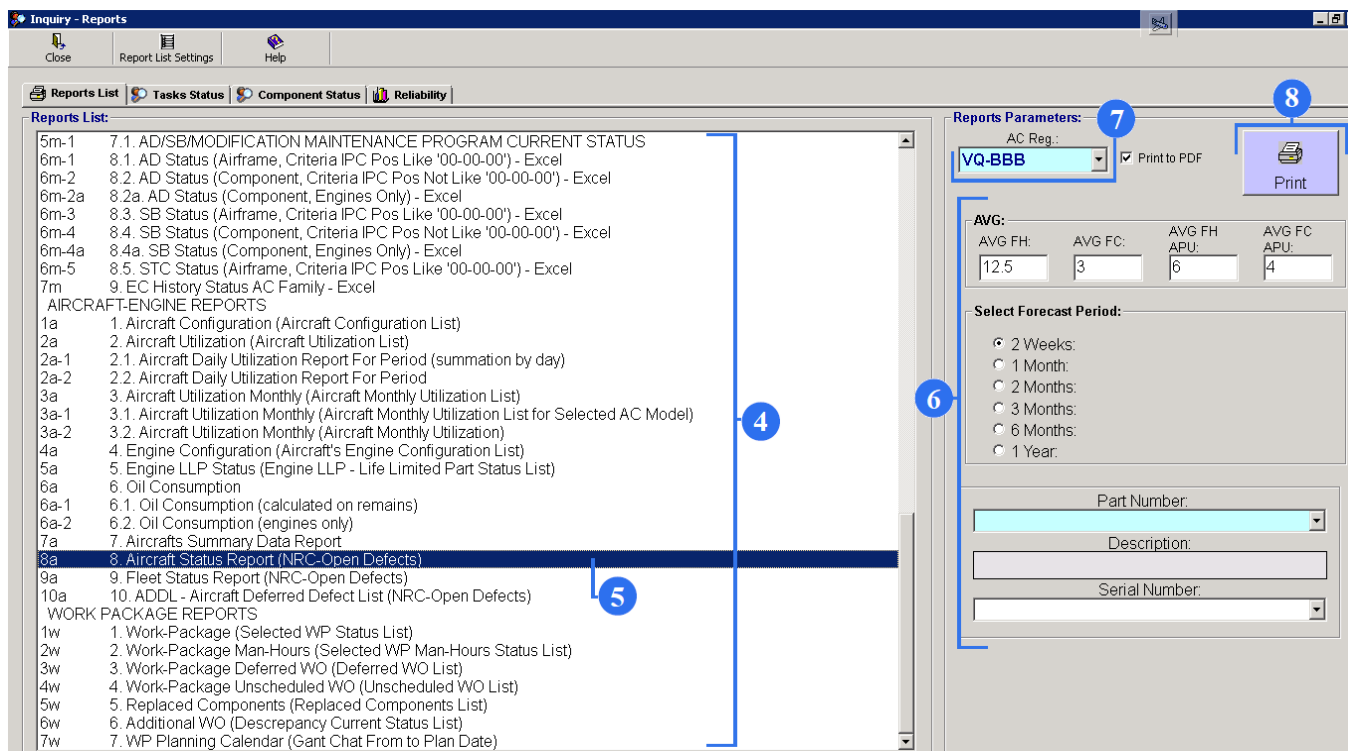 Inquiry - Reports
Close Report List Settings Help
Reports List Tasks Status Component Status Reliability
Reports List:
5m-1 7.1. AD/SB/MODIFICATION MAINTENANCE PROGRAM CURRENT STATUS
6m-1 8.1. AD Status (Airframe, Criteria IPC Pos Like '00-00-00') - Excel
6m-2 8.2. AD Status (Component, Criteria IPC Pos Not Like '00-00-00') - Excel
6m-2a 8.2a. AD Status (Component, Engines Only) - Excel
6m-3 8.3. SB Status (Airframe, Criteria IPC Pos Like '00-00-00') - Excel
6m-4 8.4. SB Status (Component, Criteria IPC Pos Not Like '00-00-00') - Excel
6m-4a 8.4a. SB Status (Component, Engines Only) - Excel
6m-5 8.5. STC Status (Airframe, Criteria IPC Pos Like '00-00-00') - Excel
7m 9. EC History Status AC Family - Excel
AIRCRAFT-ENGINE REPORTS
1a 1. Aircraft Configuration (Aircraft Configuration List)
2a 2. Aircraft Utilization (Aircraft Utilization List)
2a-1 2.1. Aircraft Daily Utilization Report For Period (summation by day)
2a-2 2.2. Aircraft Daily Utilization Report For Period
3a 3. Aircraft Utilization Monthly (Aircraft Monthly Utilization List)
3a-1 3.1. Aircraft Utilization Monthly (Aircraft Monthly Utilization List for Selected AC Model)
3a-2 3.2. Aircraft Utilization Monthly (Aircraft Monthly Utilization)
4a 4. Engine Configuration (Aircraft's Engine Configuration List)
5a 5. Engine LLP Status (Engine LLP - Life Limited Part Status List)
6a 6. Oil Consumption
6a-1 6.1. Oil Consumption (calculated on remains)
6a-2 6.2. Oil Consumption (engines only)
7a 7. Aircrafts Summary Data Report
8a 8. Aircraft Status Report (NRC-Open Defects)
9a 9. Fleet Status Report (NRC-Open Defects)
10a 10. ADDL - Aircraft Deferred Defect List (NRC-Open Defects)
WORK PACKAGE REPORTS
1w 1. Work-Package (Selected WP Status List)
2w 2. Work-Package Man-Hours (Selected WP Man-Hours Status List)
3w 3. Work-Package Deferred WO (Deferred WO List)
4w 4. Work-Package Unscheduled WO (Unscheduled WO List)
5w 5. Replaced Components (Replaced Components List)
6w 6. Additional WO (Descrepancy Current Status List)
7w 7. WP Planning Calendar (Gant Chat From to Plan Date)
4
5
Reports Parameters:
7
8
AC Reg.:
VQ-BBB Print to PDF
Print
6
AVG:
AVG FH: AVG FC: AVG FH APU: AVG FC APU:
12.5 3 6 4
Select Forecast Period:
2 Weeks:
1 Month:
2 Months:
3 Months:
6 Months:
1 Year:
Part Number:
Description:
Serial Number: